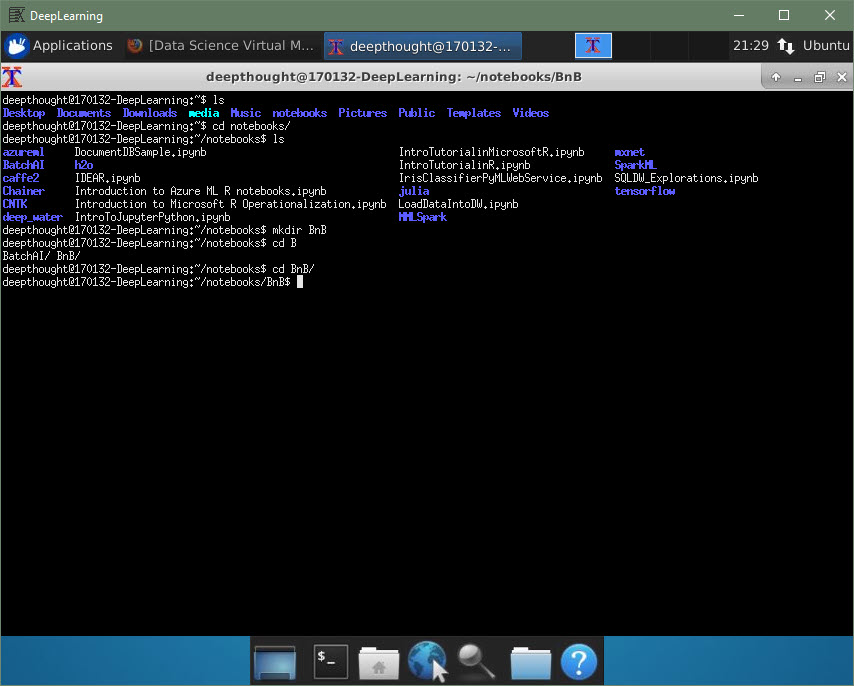 DeepLearning
Applications [Data Science Virtual M... deepthought@170132-... 21:29 Ubuntu
deepthought@170132-DeepLearning: ~/notebooks/BnB
deepthought@170132-DeepLearning:~$ ls
Desktop Documents Downloads media Music notebooks Pictures Public Templates Videos
deepthought@170132-DeepLearning:~$ cd notebooks/
deepthought@170132-DeepLearning:~/notebooks$ ls
azureml DocumentDBSample.ipynb IntroTutorialinMicrosoftR.ipynb mxnet
BatchAI h2o IntroTutorialinR.ipynb SparkML
caffe2 IDEAR.ipynb IrisClassifierPyMLWebService.ipynb SQLDW_Explorations.ipynb
Chainer Introduction to Azure ML R notebooks.ipynb julia tensorflow
CNTK Introduction to Microsoft R Operationalization.ipynb LoadDataIntoDW.ipynb
deep_water IntroToJupyterPython.ipynb MMLSpark
deepthought@170132-DeepLearning:~/notebooks$ mkdir BnB
deepthought@170132-DeepLearning:~/notebooks$ cd B
BatchAI/ BnB/
deepthought@170132-DeepLearning:~/notebooks$ cd BnB/
deepthought@170132-DeepLearning:~/notebooks/BnB$
$_
?